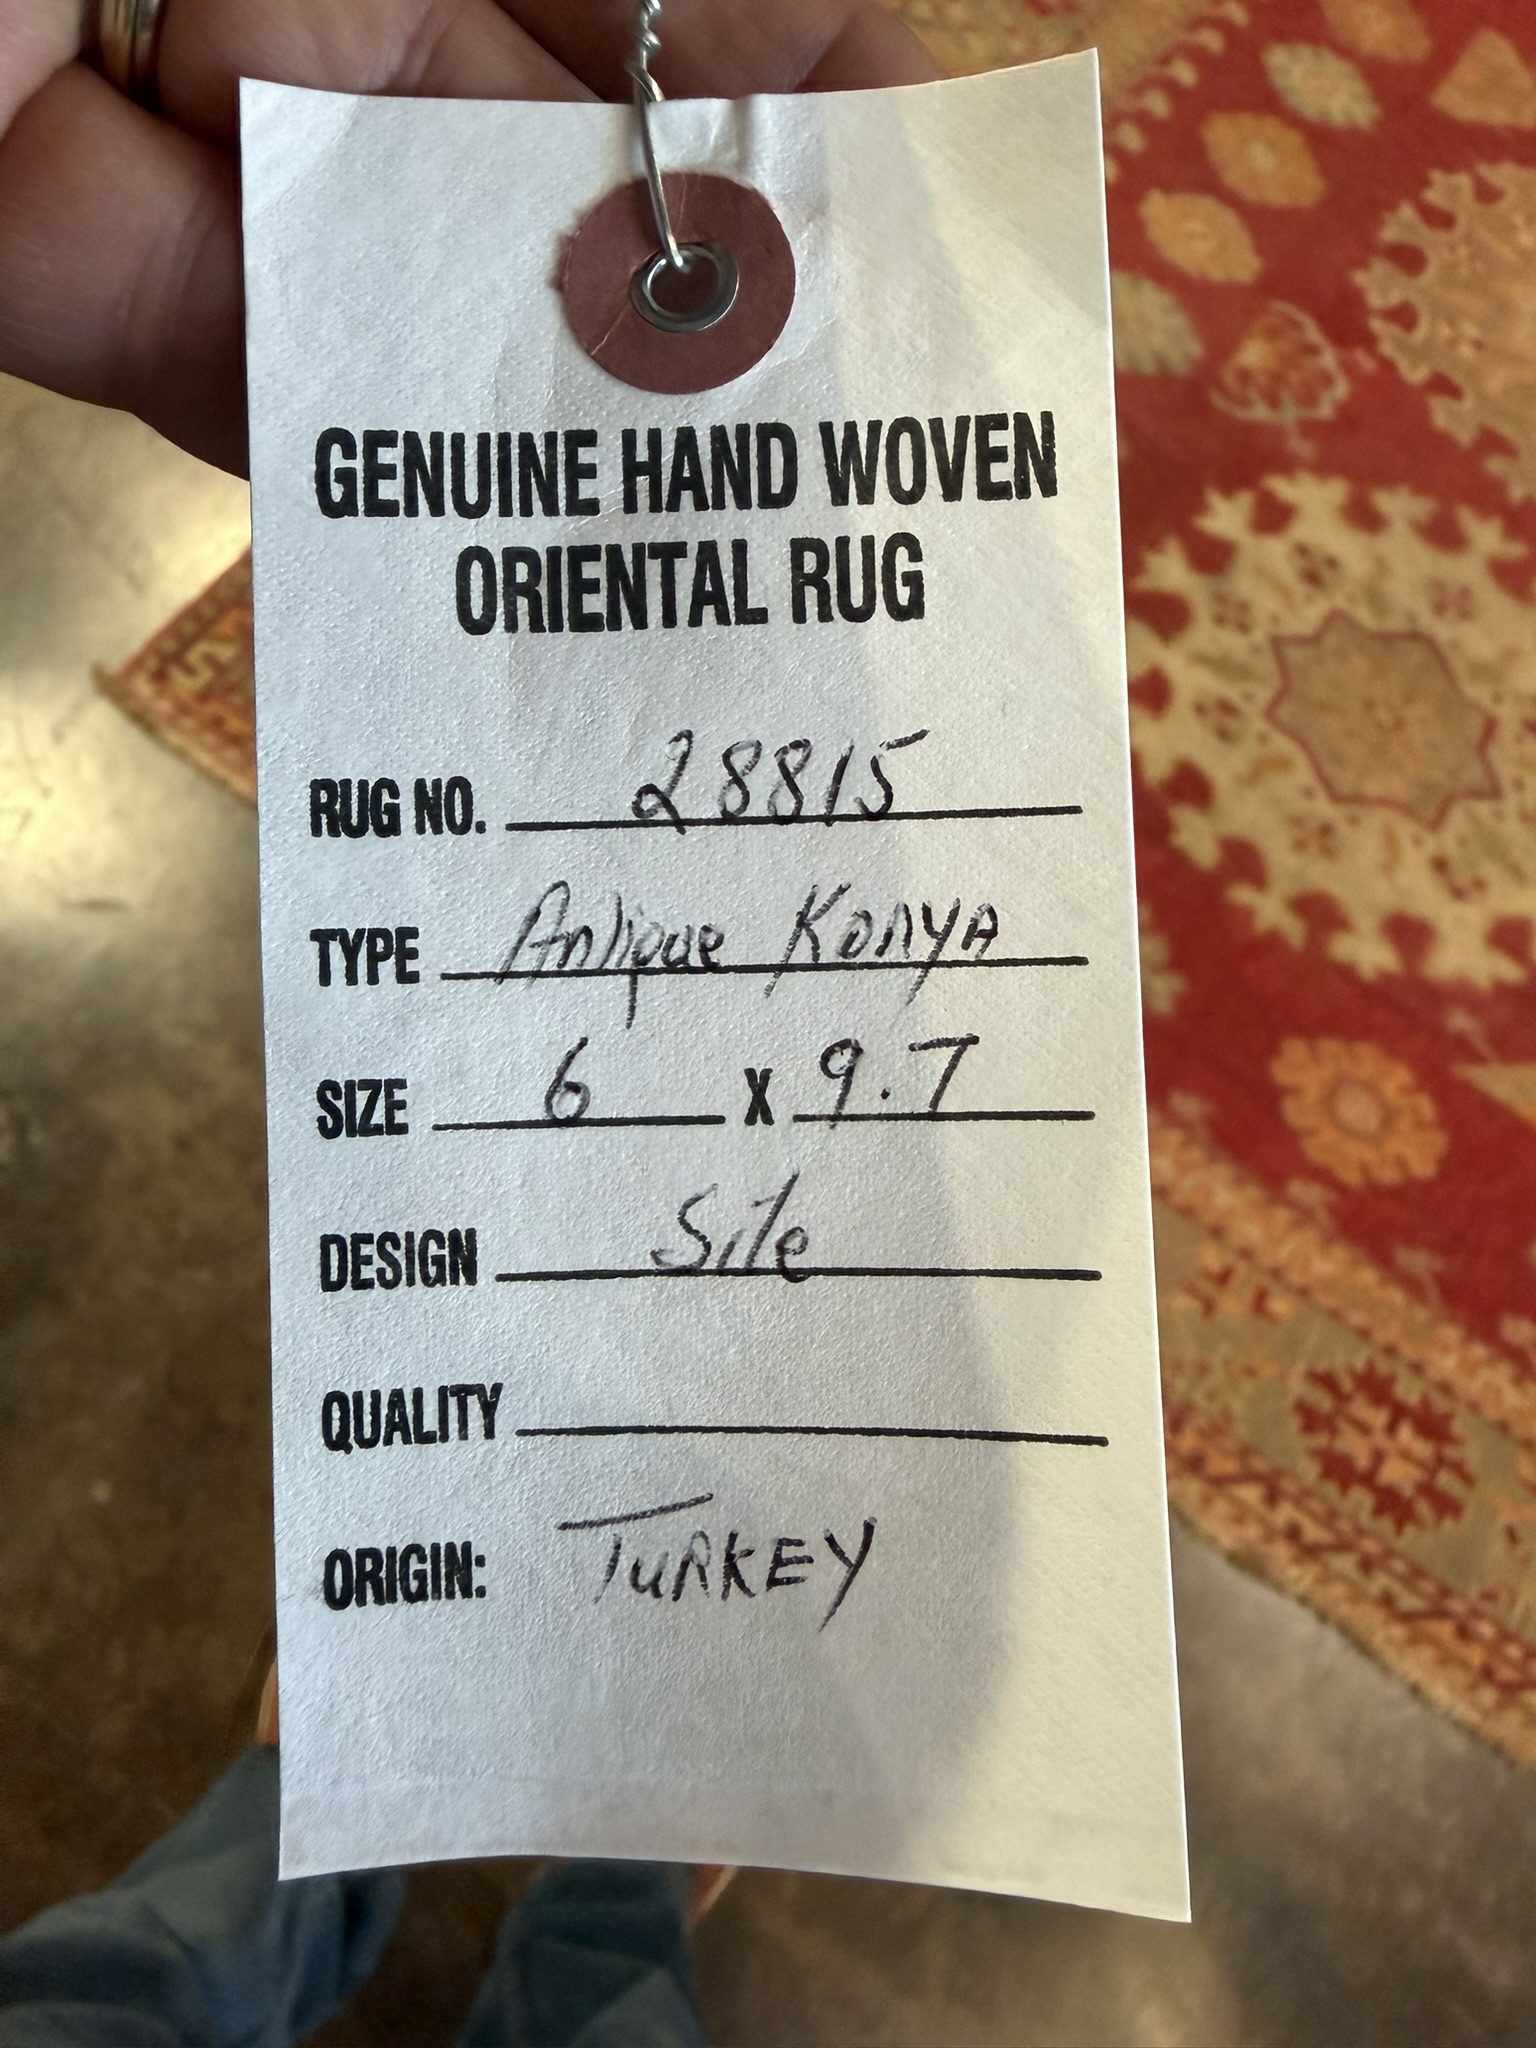 GENUINE HAND WOVEN
ORIENTAL RUG
RUG NO. 28815
TYPE Antique Konya
SIZE 6 X 9.7
DESIGN Site
QUALITY
ORIGIN: TURKEY